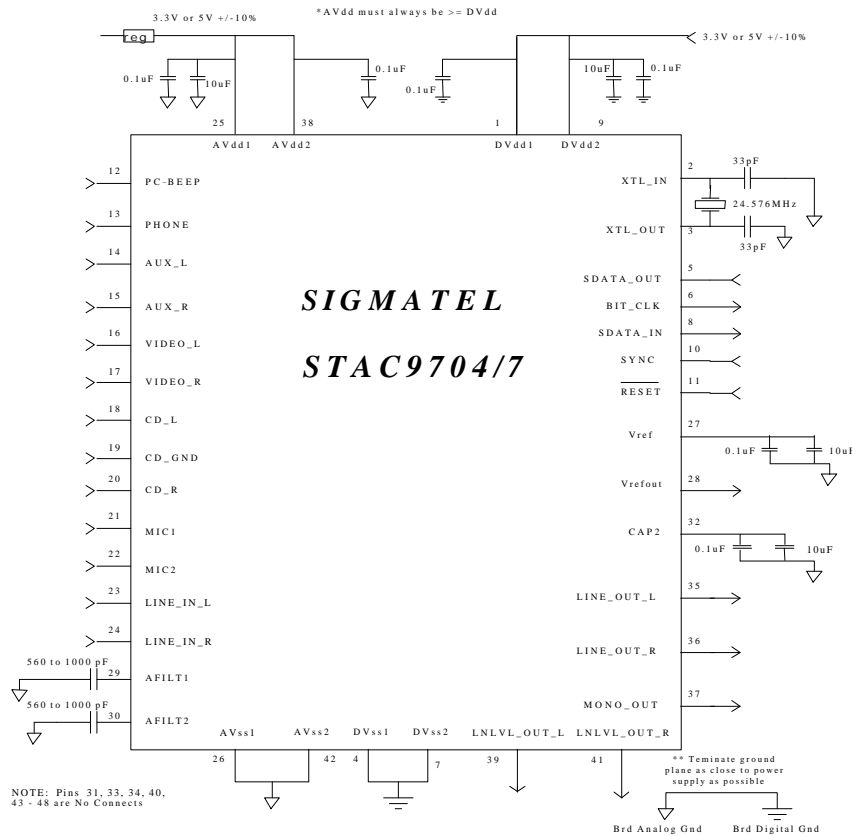 3.3V or 5V +/-10%
*AVdd must always be >= DVdd
reg
3.3V or 5V +/-10%
0.1uF
10uF
0.1uF
0.1uF
10uF
0.1uF
25
38
1
9
AVdd1
AVdd2
DVdd1
DVdd2
12
PC-BEEP
13
PHONE
14
AUX_L
15
AUX_R
16
VIDEO_L
17
VIDEO_R
18
CD_L
19
CD_GND
20
CD_R
21
MIC1
22
MIC2
23
LINE_IN_L
24
LINE_IN_R
560 to 1000 pF
29
AFILT1
560 to 1000 pF
30
AFILT2
SIGMATEL
STAC9704/7
2
33pF
XTL_IN
24.576MHz
XTL_OUT
3
33pF
5
SDATA_OUT
6
BIT_CLK
8
SDATA_IN
10
SYNC
11
RESET
27
Vref
0.1uF
10uF
28
Vrefout
32
CAP2
0.1uF
10uF
35
LINE_OUT_L
36
LINE_OUT_R
37
MONO_OUT
AVss1
AVss2
DVss1
DVss2
LNLVL_OUT_L
LNLVL_OUT_R
26
42
4
7
39
41
** Teminate ground
plane as close to power
supply as possible
NOTE: Pins 31, 33, 34, 40,
43 - 48 are No Connects
Brd Analog Gnd
Brd Digital Gnd